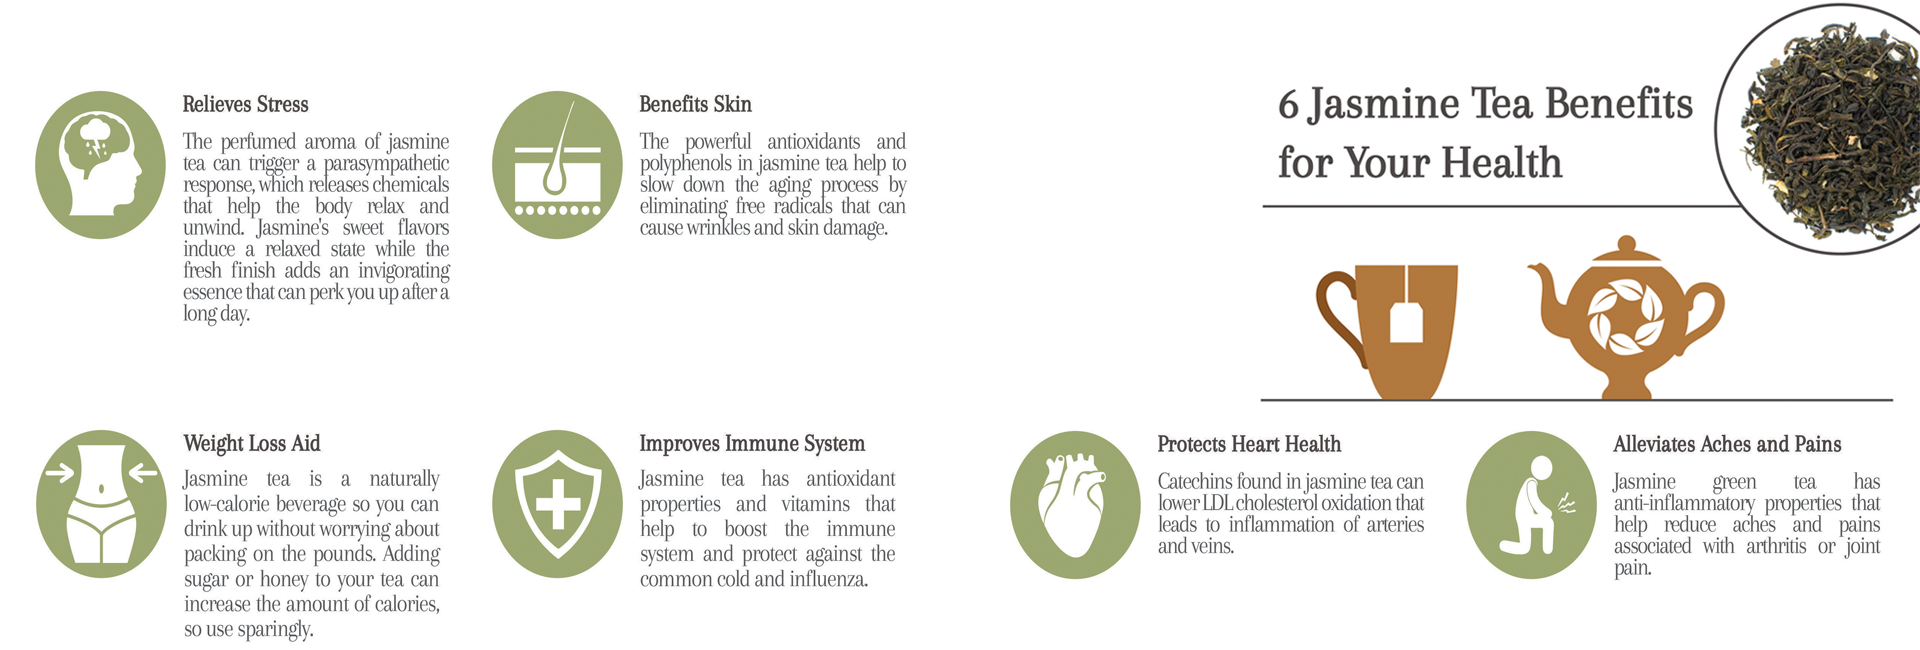 6 Jasmine Tea Benefits
for Your Health
Relieves Stress
The perfumed aroma of jasmine
tea can trigger a parasympathetic
response, which releases chemicals
that help the body relax and
unwind. Jasmine's sweet flavors
induce a relaxed state while the
fresh finish adds an invigorating
essence that can perk you up after a
long day.
Benefits Skin
The powerful antioxidants and
polyphenols in jasmine tea help to
slow down the aging process by
eliminating free radicals that can
cause wrinkles and skin damage.
Weight Loss Aid
Jasmine tea is a naturally
low-calorie beverage so you can
drink up without worrying about
packing on the pounds. Adding
sugar or honey to your tea can
increase the amount of calories,
so use sparingly.
Improves Immune System
Jasmine tea has antioxidant
properties and vitamins that
help to boost the immune
system and protect against the
common cold and influenza.
Protects Heart Health
Catechins found in jasmine tea can
lower LDL cholesterol oxidation that
leads to inflammation of arteries
and veins.
Alleviates Aches and Pains
Jasmine green tea has
anti-inflammatory properties that
help reduce aches and pains
associated with arthritis or joint
pain.